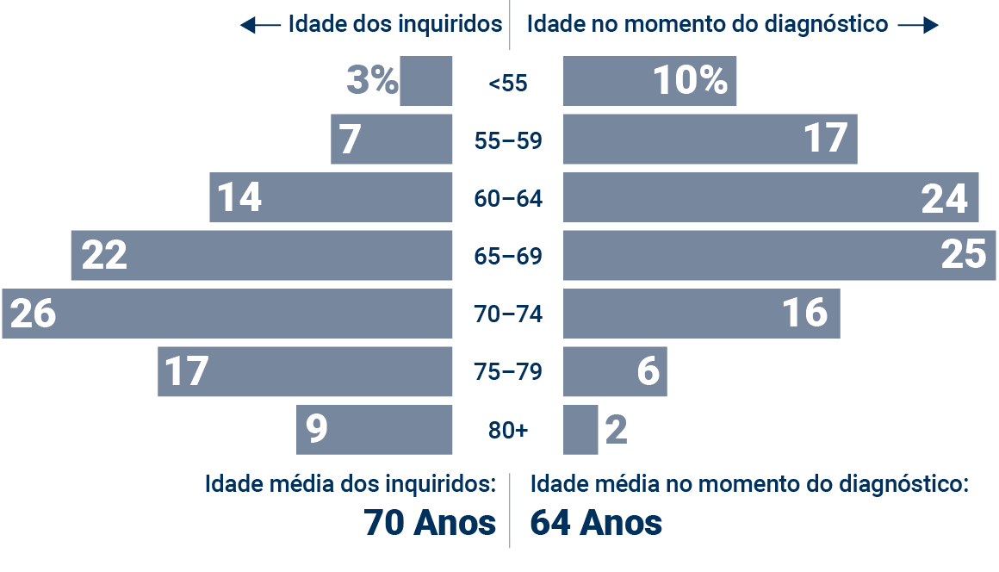 Idade dos inquiridos
Idade no momento do diagnóstico
3% <55 10%
7 55–59 17
14 60–64 24
22 65–69 25
26 70–74 16
17 75–79 6
9 80+ 2
Idade média dos inquiridos:
70 Anos
Idade média no momento do diagnóstico:
64 Anos